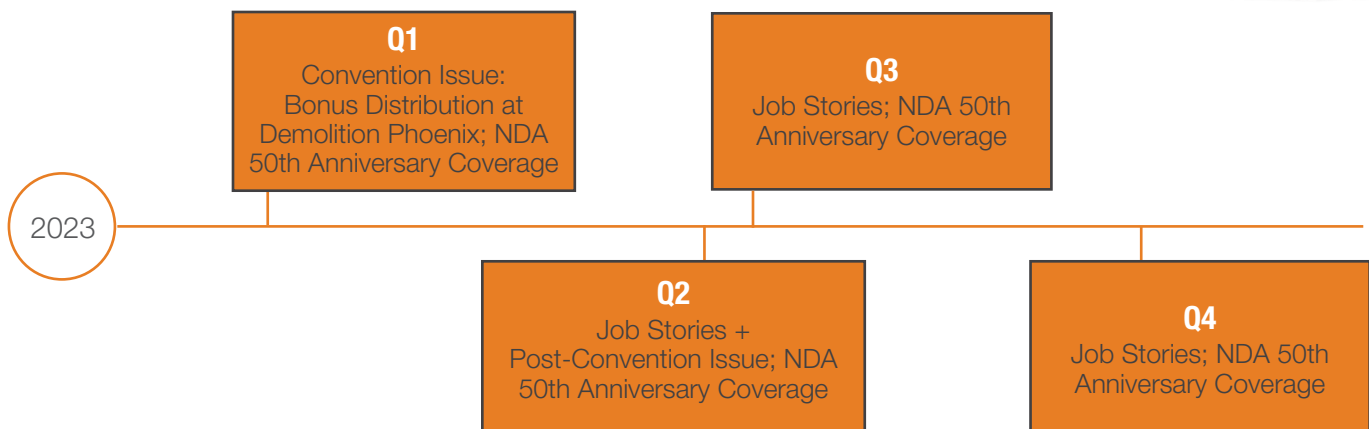 2023
Q1
Convention Issue:
Bonus Distribution at
Demolition Phoenix; NDA
50th Anniversary Coverage
Q2
Job Stories +
Post-Convention Issue; NDA
50th Anniversary Coverage
Q3
Job Stories; NDA 50th
Anniversary Coverage
Q4
Job Stories; NDA 50th
Anniversary Coverage